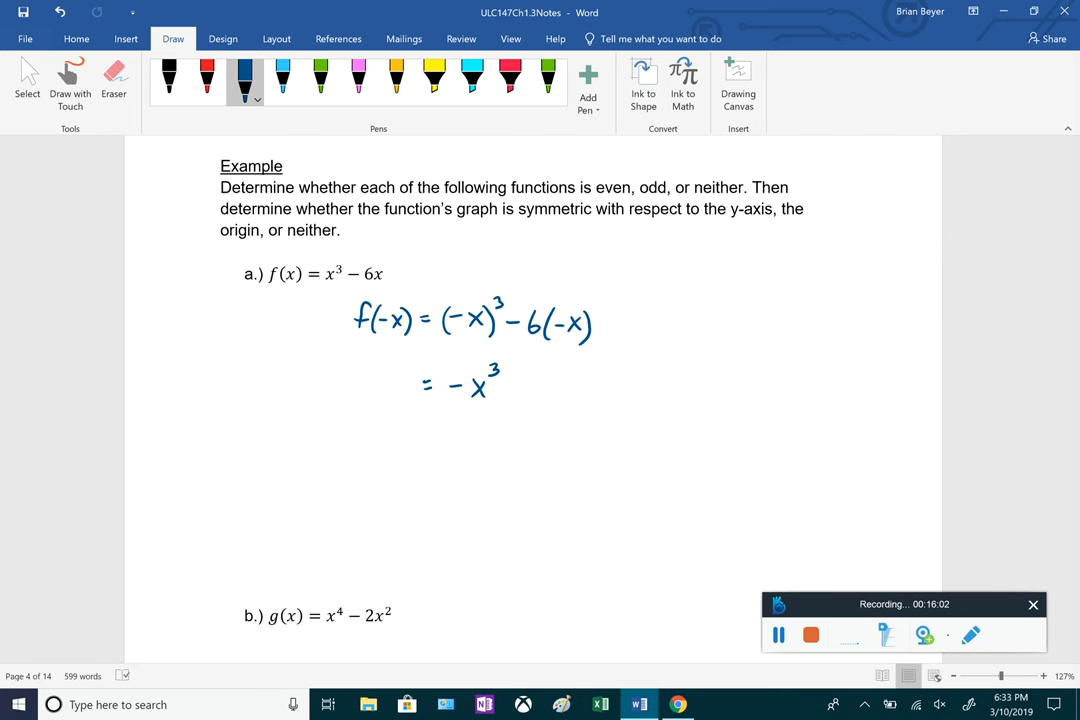 ULC147Ch1.3Notes - Word
Brian Beyer
File Home Insert Draw Design Layout References Mailings Review View Help Tell me what you want to do Share
Select Draw with Touch Eraser Add Pen Ink to Shape Ink to Math Drawing Canvas
Tools Pens Convert Insert
Example
Determine whether each of the following functions is even, odd, or neither. Then
determine whether the function's graph is symmetric with respect to the y-axis, the
origin, or neither.
a.) f(x) = x³ − 6x
f(-x) = (-x)³ - 6(-x)
= - x³
b.) g(x) = x⁴ − 2x²
Recording... 00:16:02
Page 4 of 14 599 words 127%
Type here to search
6:33 PM
3/10/2019